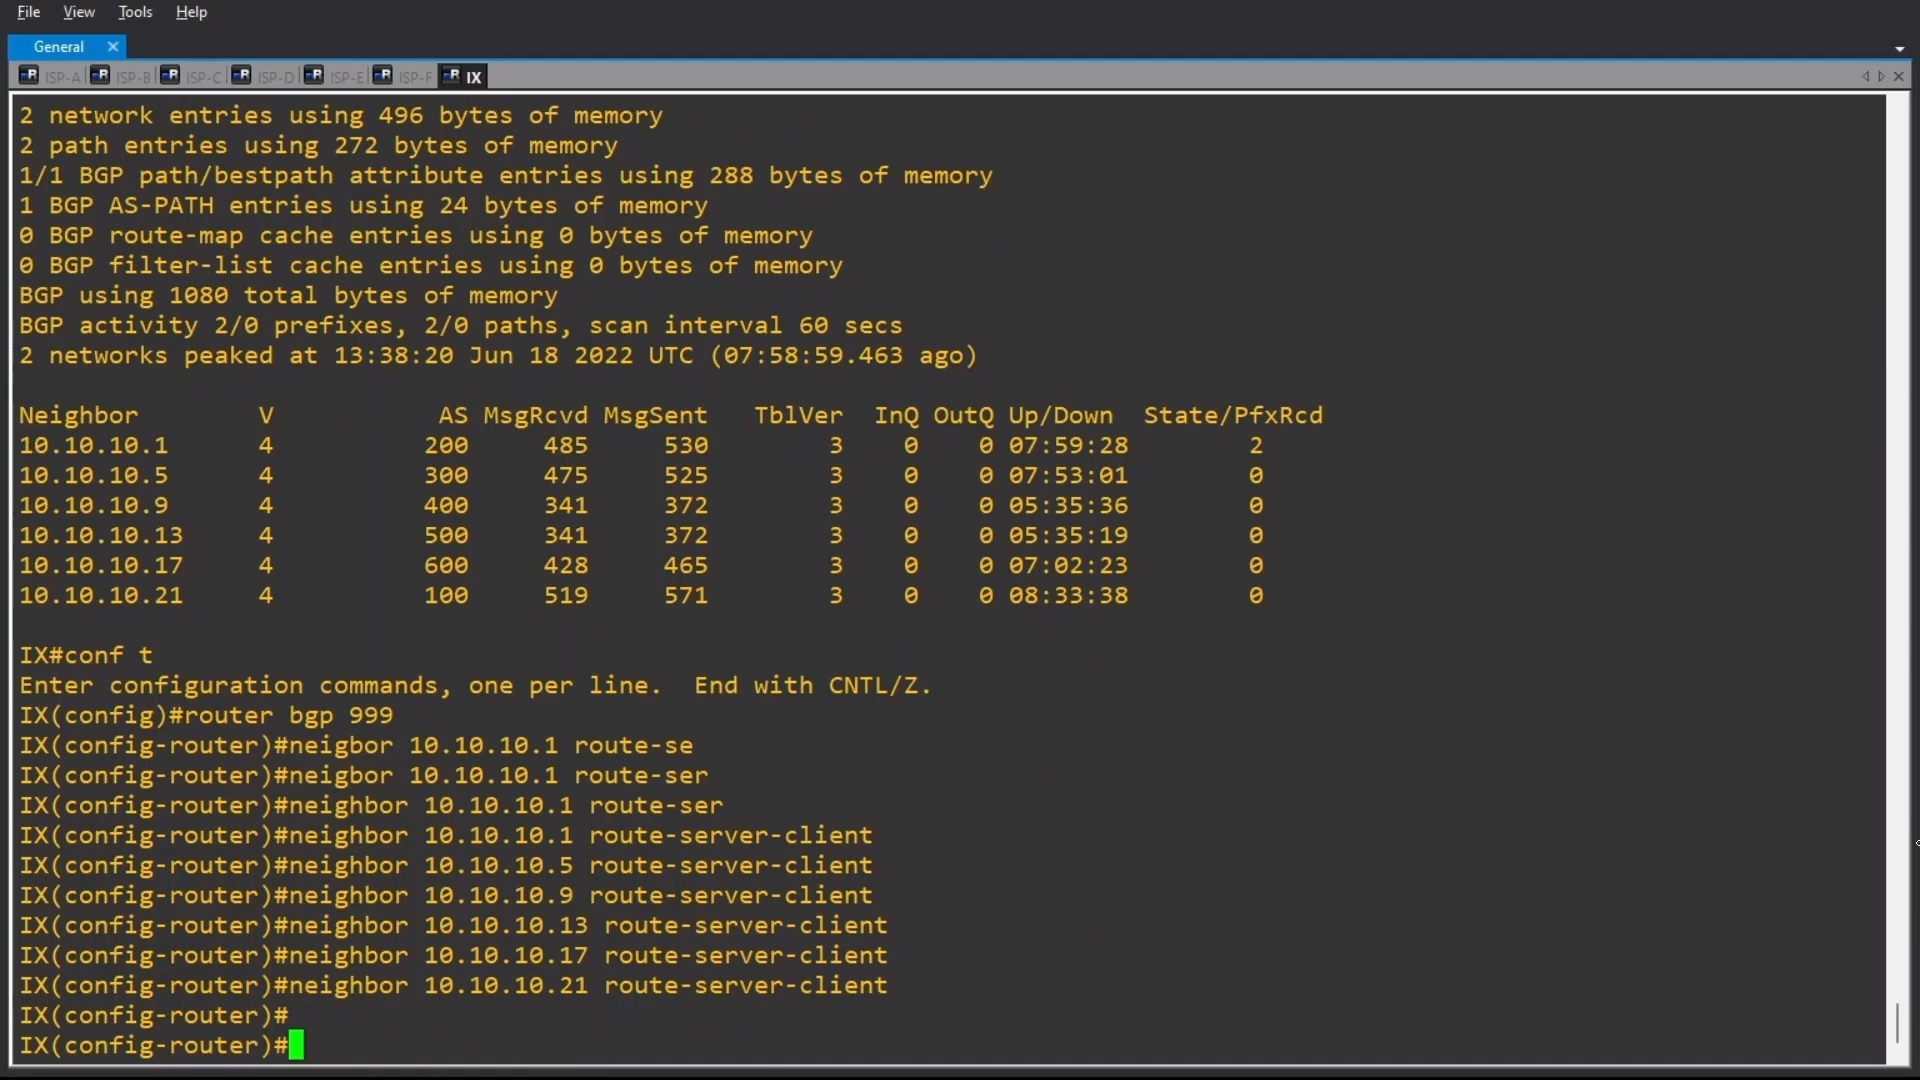 File View Tools Help
General
ISP-A ISP-B ISP-C ISP-D ISP-E ISP-F IX
2 network entries using 496 bytes of memory
2 path entries using 272 bytes of memory
1/1 BGP path/bestpath attribute entries using 288 bytes of memory
1 BGP AS-PATH entries using 24 bytes of memory
0 BGP route-map cache entries using 0 bytes of memory
0 BGP filter-list cache entries using 0 bytes of memory
BGP using 1080 total bytes of memory
BGP activity 2/0 prefixes, 2/0 paths, scan interval 60 secs
2 networks peaked at 13:38:20 Jun 18 2022 UTC (07:58:59.463 ago)
Neighbor V AS MsgRcvd MsgSent TblVer InQ OutQ Up/Down State/PfxRcd
10.10.10.1 4 200 485 530 3 0 0 07:59:28 2
10.10.10.5 4 300 475 525 3 0 0 07:53:01 0
10.10.10.9 4 400 341 372 3 0 0 05:35:36 0
10.10.10.13 4 500 341 372 3 0 0 05:35:19 0
10.10.10.17 4 600 428 465 3 0 0 07:02:23 0
10.10.10.21 4 100 519 571 3 0 0 08:33:38 0
IX#conf t
Enter configuration commands, one per line. End with CNTL/Z.
IX(config)#router bgp 999
IX(config-router)#neigbor 10.10.10.1 route-se
IX(config-router)#neigbor 10.10.10.1 route-ser
IX(config-router)#neighbor 10.10.10.1 route-ser
IX(config-router)#neighbor 10.10.10.1 route-server-client
IX(config-router)#neighbor 10.10.10.5 route-server-client
IX(config-router)#neighbor 10.10.10.9 route-server-client
IX(config-router)#neighbor 10.10.10.13 route-server-client
IX(config-router)#neighbor 10.10.10.17 route-server-client
IX(config-router)#neighbor 10.10.10.21 route-server-client
IX(config-router)#
IX(config-router)#